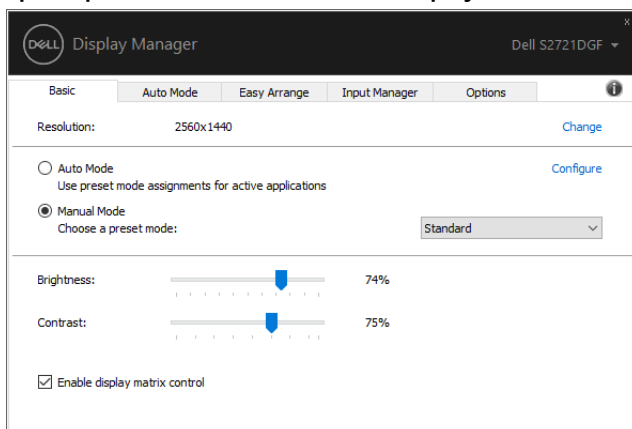 DELL Display Manager Dell S2721DGF
x
Basic Auto Mode Easy Arrange Input Manager Options i
Resolution: 2560x1440 Change
Auto Mode Configure
Use preset mode assignments for active applications
Manual Mode
Choose a preset mode: Standard
Brightness: 74%
Contrast: 75%
Enable display matrix control